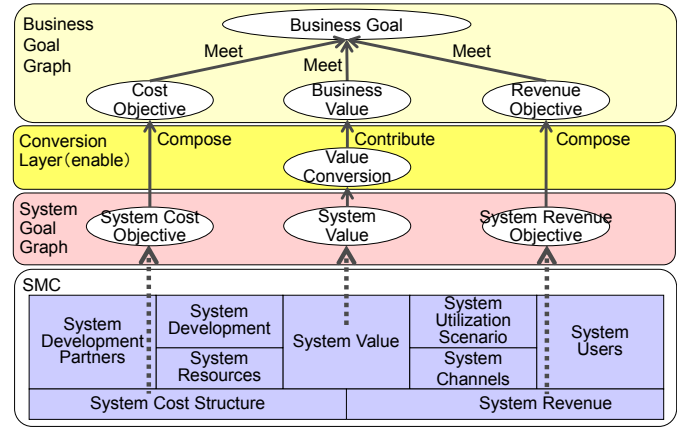 Business
Goal
Graph
Business Goal
Meet
Meet
Meet
Cost
Objective
Business
Value
Revenue
Objective
Conversion
Layer(enable)
Compose
Contribute
Compose
Value
Conversion
System
Goal
Graph
System Cost
Objective
System
Value
System Revenue
Objective
SMC
System
Development
Partners
System
Development
System
Resources
System Value
System
Utilization
Scenario
System
Channels
System
Users
System Cost Structure
System Revenue